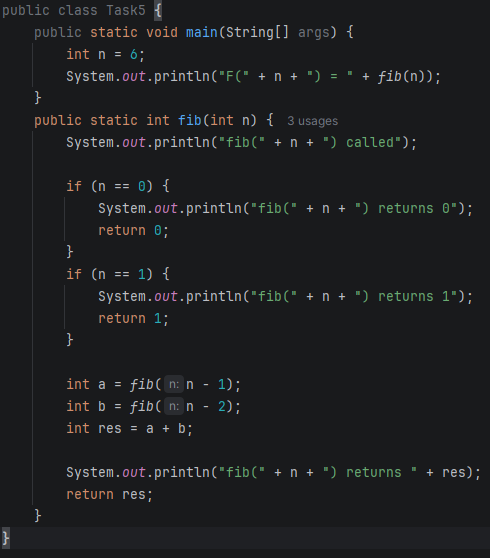 public class Task5 {
    public static void main(String[] args) {
        int n = 6;
        System.out.println("F(" + n + ") = " + fib(n));
    }
    public static int fib(int n) { 3 usages
        System.out.println("fib(" + n + ") called");

        if (n == 0) {
            System.out.println("fib(" + n + ") returns 0");
            return 0;
        }
        if (n == 1) {
            System.out.println("fib(" + n + ") returns 1");
            return 1;
        }

        int a = fib( n: n - 1);
        int b = fib( n: n - 2);
        int res = a + b;

        System.out.println("fib(" + n + ") returns " + res);
        return res;
    }
}